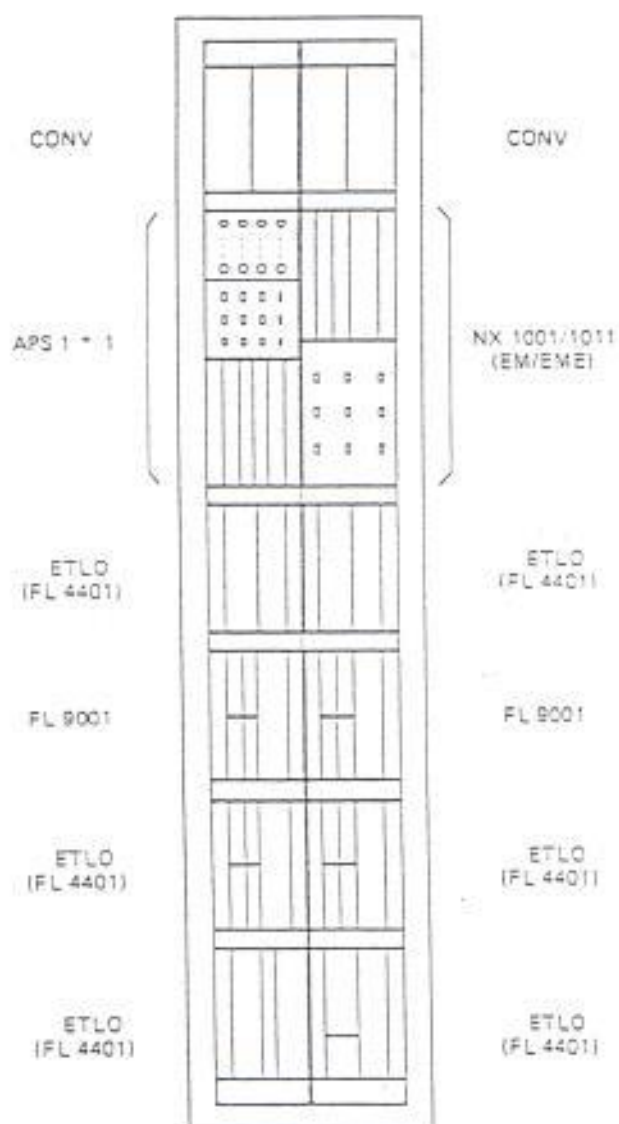 CONV
CONV
APS 1 + 1
NX 1001/1011
(EM/EME)
ETLO
(FL 4401)
ETLO
(FL 4401)
FL 9001
FL 9001
ETLO
(FL 4401)
ETLO
(FL 4401)
ETLO
(FL 4401)
ETLO
(FL 4401)